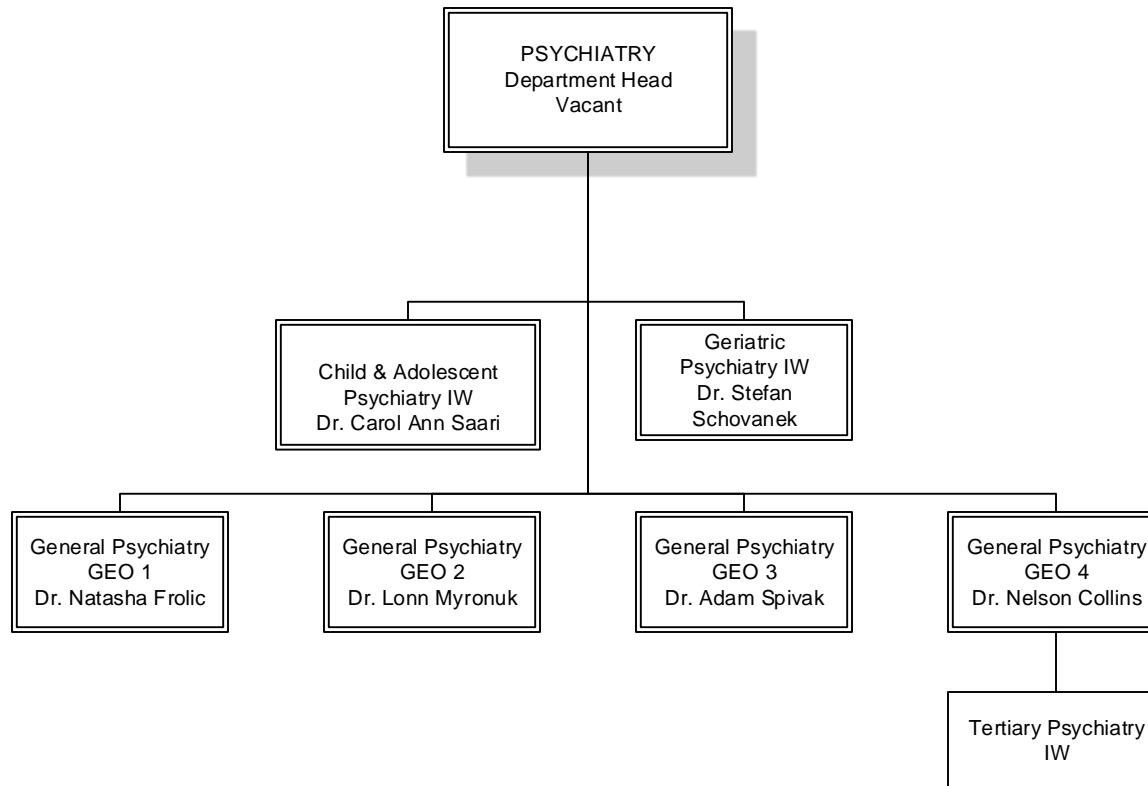 PSYCHIATRY
Department Head
Vacant
Child & Adolescent
Psychiatry IW
Dr. Carol Ann Saari
Geriatric
Psychiatry IW
Dr. Stefan
Schovanek
General Psychiatry
GEO 1
Dr. Natasha Frolic
General Psychiatry
GEO 2
Dr. Lonn Myronuk
General Psychiatry
GEO 3
Dr. Adam Spivak
General Psychiatry
GEO 4
Dr. Nelson Collins
Tertiary Psychiatry
IW